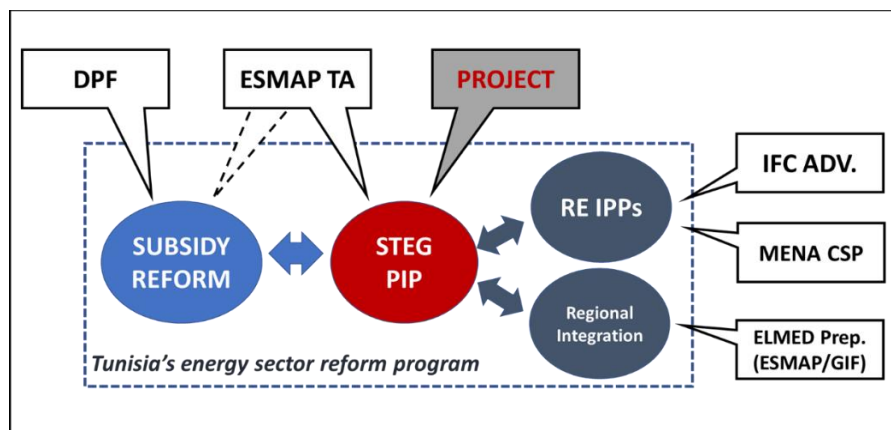 DPF
ESMAP TA
PROJECT
IFC ADV.
RE IPPs
SUBSIDY
REFORM
STEG
PIP
MENA CSP
Regional
Integration
ELMED Prep.
(ESMAP/GIF)
Tunisia's energy sector reform program